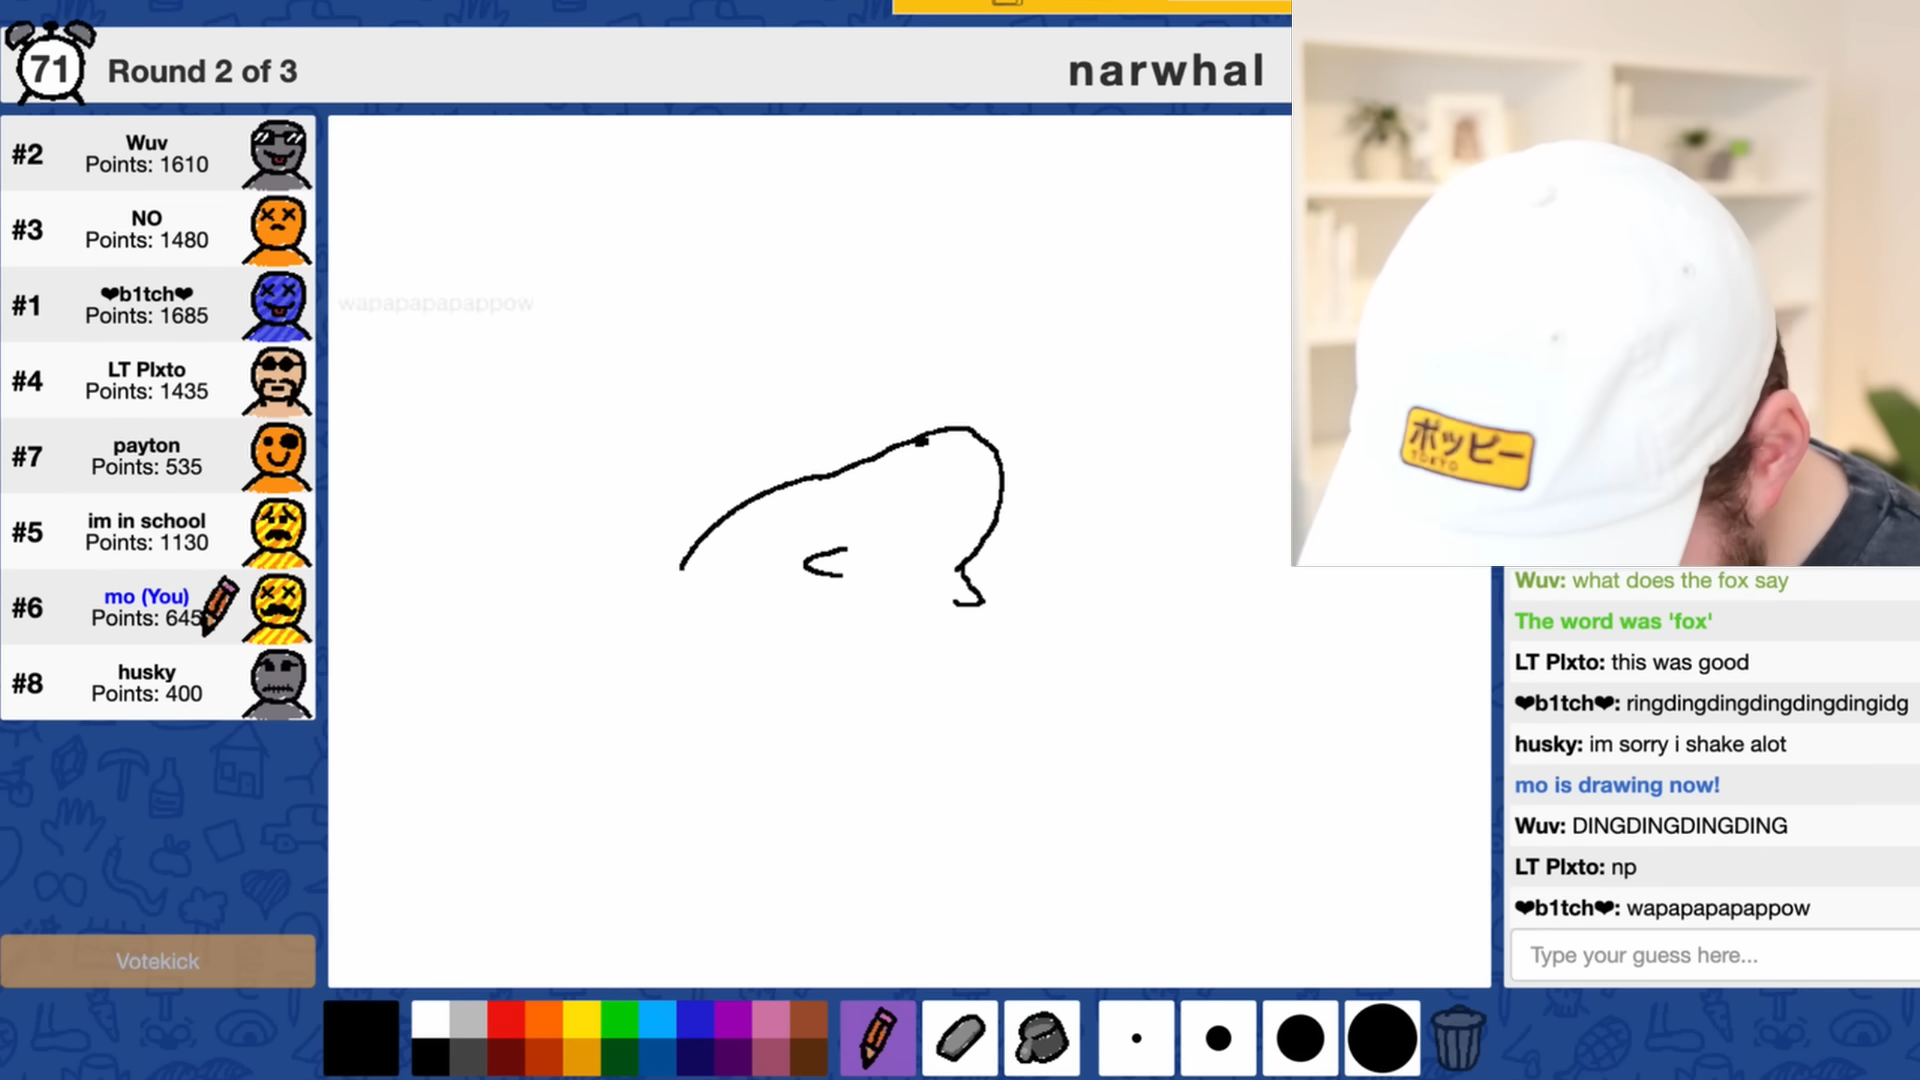 71
Round 2 of 3
narwhal
#2
Wuv
Points: 1610
#3
NO
Points: 1480
#1
❤b1tch❤
Points: 1685
#4
LT Plxto
Points: 1435
#7
payton
Points: 535
#5
im in school
Points: 1130
#6
mo (You)
Points: 645
#8
husky
Points: 400
Votekick
wapapapapappow
ポッピー
TOKYO
Wuv: what does the fox say
The word was 'fox'
LT Plxto: this was good
❤b1tch❤: ringdingdingdingdingdingidg
husky: im sorry i shake alot
mo is drawing now!
Wuv: DINGDINGDINGDING
LT Plxto: np
❤b1tch❤: wapapapapappow
Type your guess here...